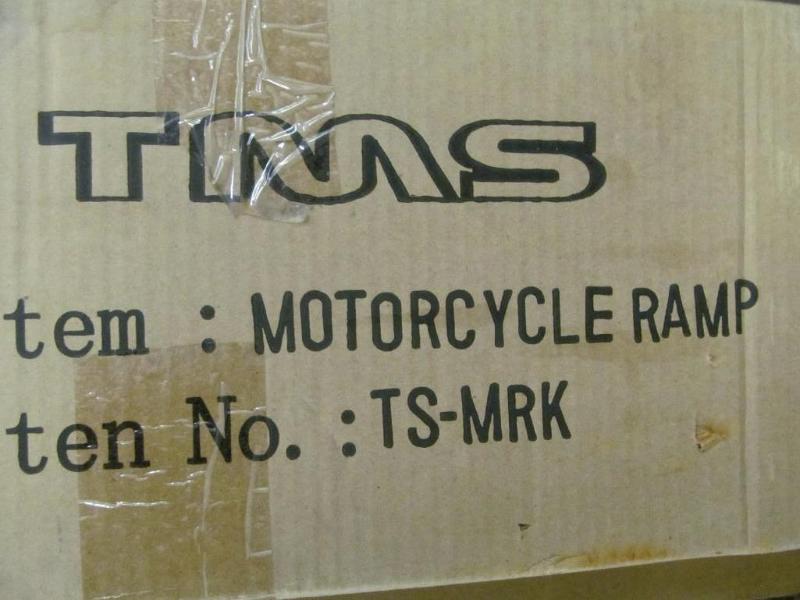 TMS
tem : MOTORCYCLE RAMP
ten No. : TS-MRK